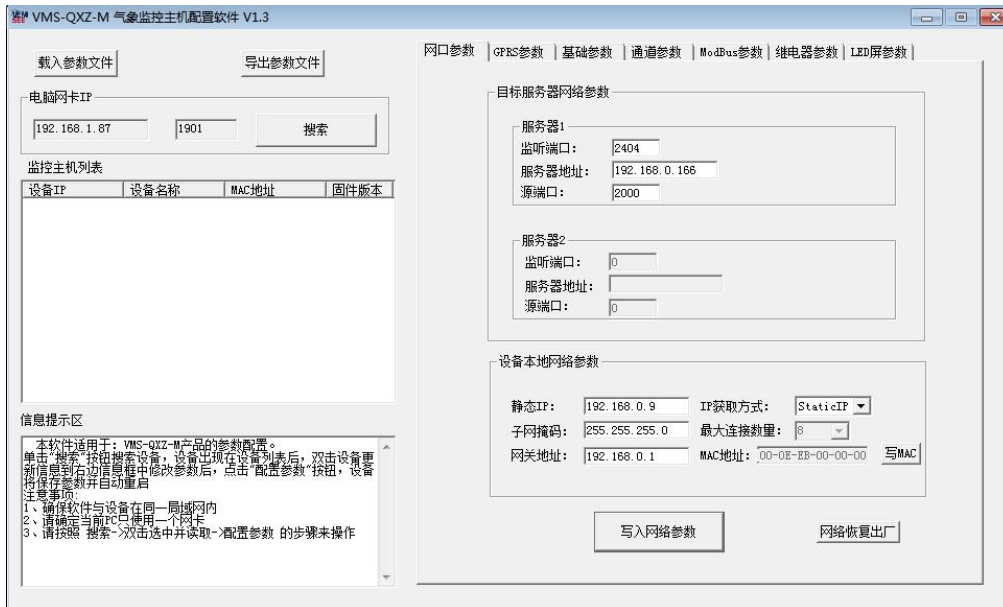 VMS-QXZ-M 气象监控主机配置软件 V1.3
载入参数文件
导出参数文件
电脑网卡IP
192.168.1.87
1901
搜索
监控主机列表
设备IP 设备名称 MAC地址 固件版本
信息提示区
本软件适用于：VMS-QXZ-M产品的参数配置。
单击"搜索"按钮搜索设备，设备出现在设备列表后，双击设备更
新信息到右边信息框中修改参数后，点击"配置参数"按钮，设备
将保存参数并自动重启
注意事项:
1、确保软件与设备在同一局域网内
2、请确定当前PC只使用一个网卡
3、请按照 搜索->双击选中并读取->配置参数 的步骤来操作
网口参数 GPRS参数 基础参数 通道参数 ModBus参数 继电器参数 LED屏参数
目标服务器网络参数
服务器1
监听端口： 2404
服务器地址： 192.168.0.166
源端口： 2000
服务器2
监听端口： 0
服务器地址：
源端口： 0
设备本地网络参数
静态IP： 192.168.0.9 IP获取方式： StaticIP
子网掩码： 255.255.255.0 最大连接数量： 8
网关地址： 192.168.0.1 MAC地址： 00-0E-EB-00-00-00 写MAC
写入网络参数
网络恢复出厂